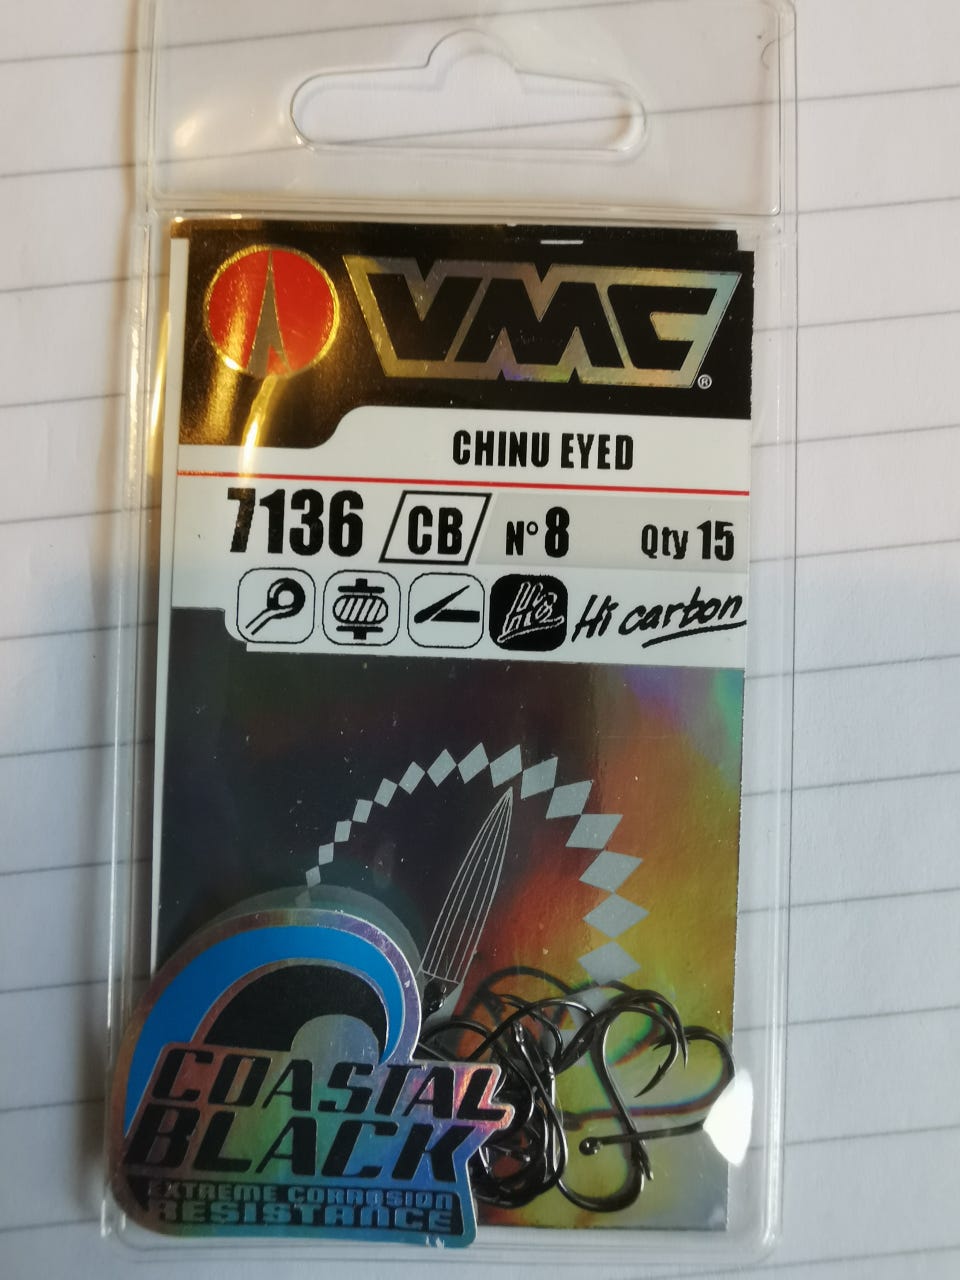 VMC®
CHINU EYED
7136 CB N° 8 Qty 15
Hi carbon
COASTAL
BLACK
EXTREME CORROSION
RESISTANCE